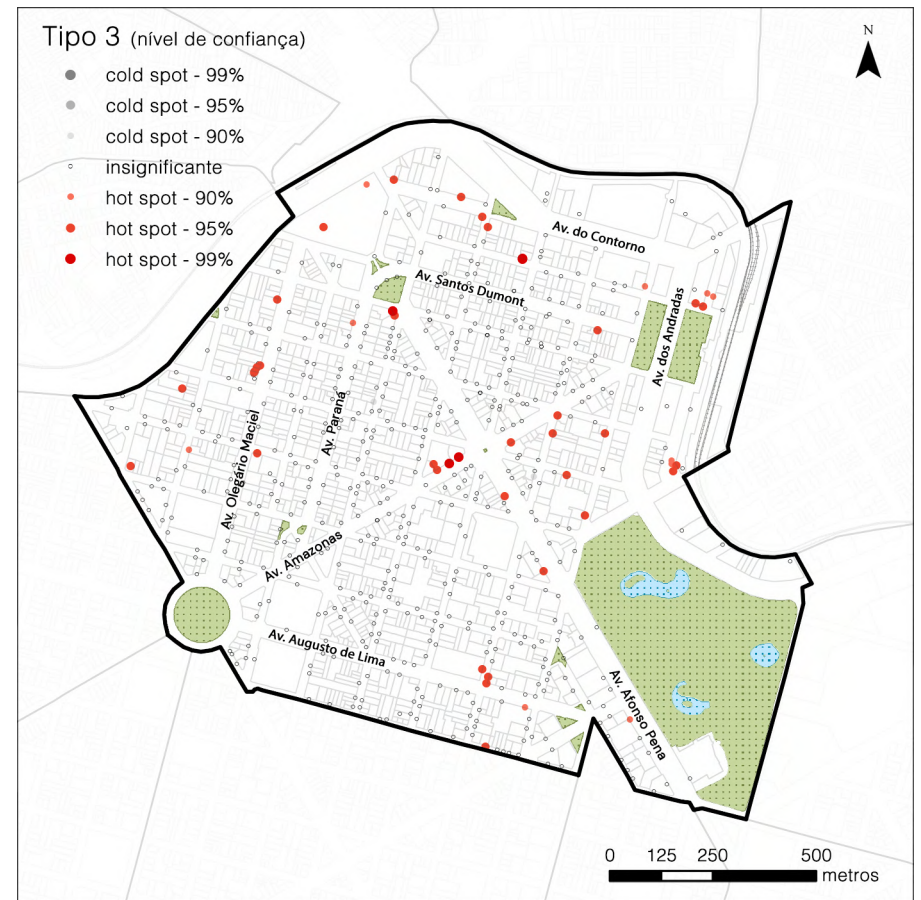 Tipo 3 (nível de confiança)
cold spot - 99%
cold spot - 95%
cold spot - 90%
insignificante
hot spot - 90%
hot spot - 95%
hot spot - 99%
N
Av. do Contorno
Av. Santos Dumont
Av. dos Andradas
Av. Paraná
Av. Olegário Maciel
Av. Amazonas
Av. Augusto de Lima
Av. Afonso Pena
0 125 250 500
metros